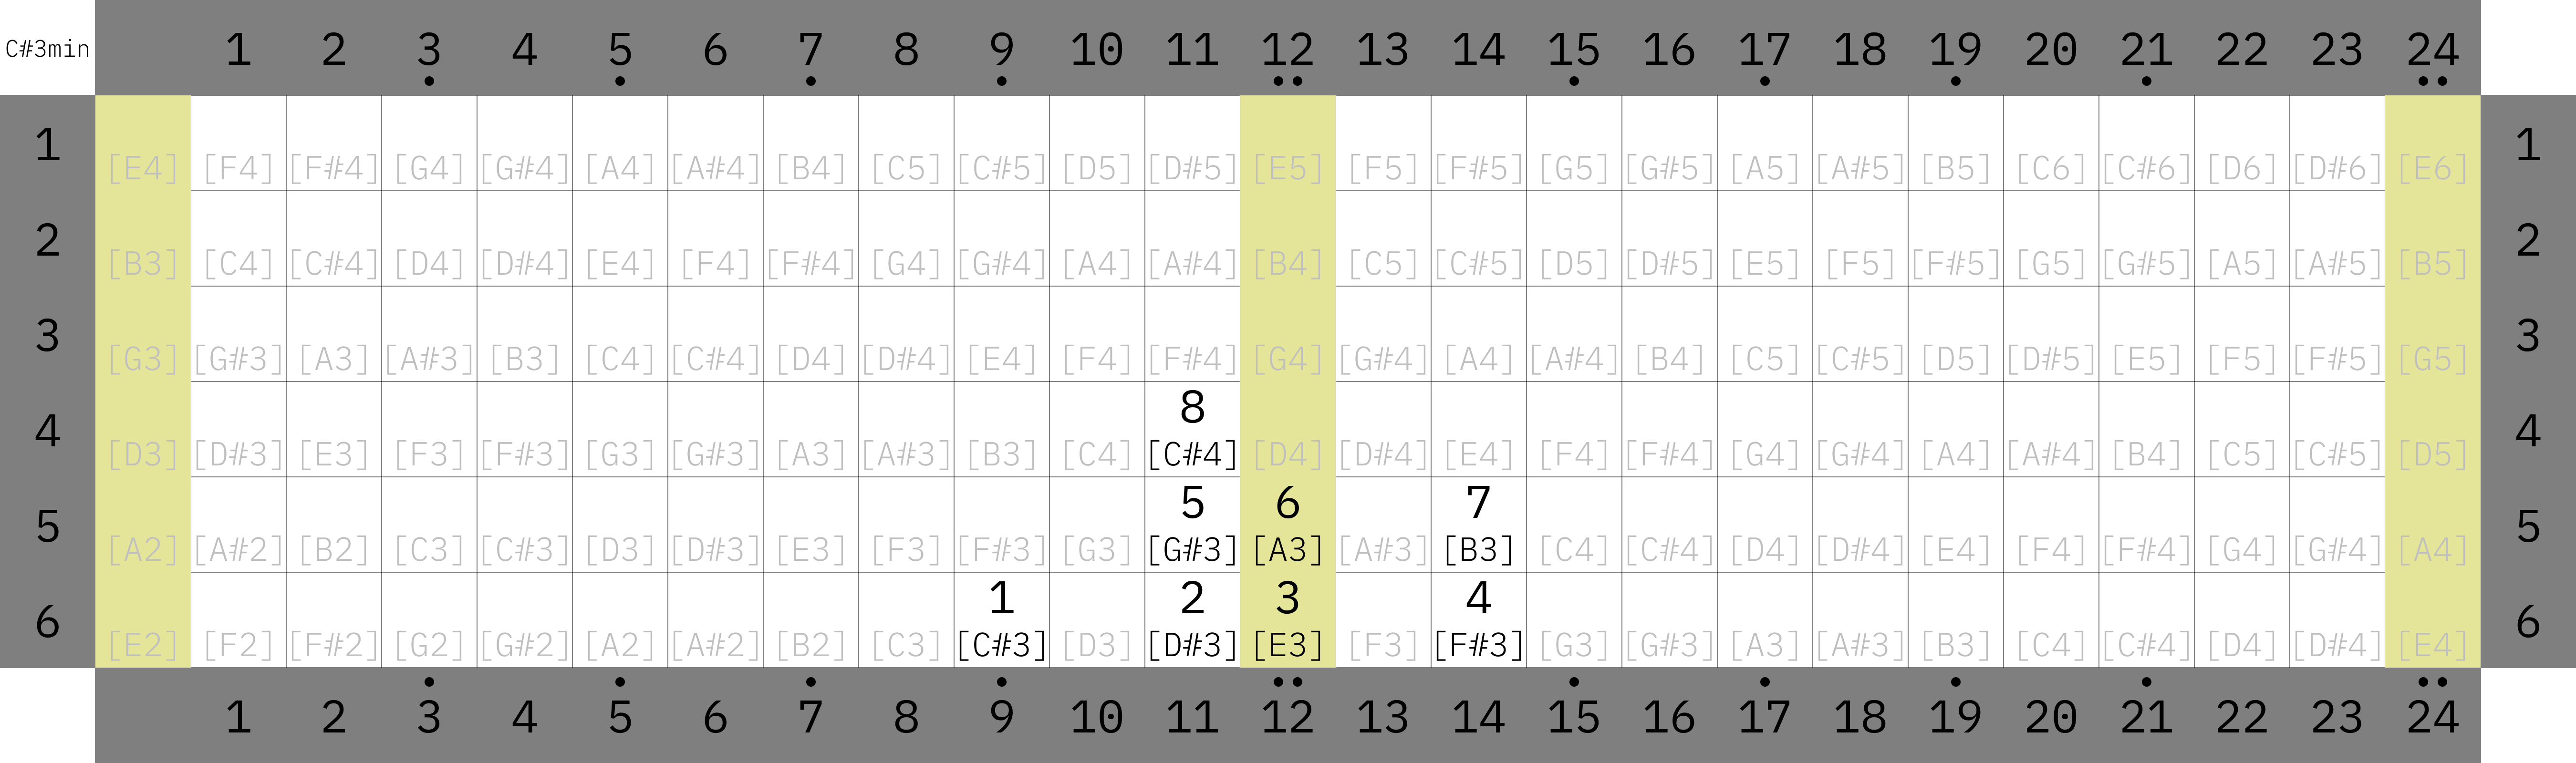 C#3min 1 2 3 4 5 6 7 8 9 10 11 12 13 14 15 16 17 18 19 20 21 22 23 24
1 [E4] [F4] [F#4] [G4] [G#4] [A4] [A#4] [B4] [C5] [C#5] [D5] [D#5] [E5] [F5] [F#5] [G5] [G#5] [A5] [A#5] [B5] [C6] [C#6] [D6] [D#6] [E6] 1
2 [B3] [C4] [C#4] [D4] [D#4] [E4] [F4] [F#4] [G4] [G#4] [A4] [A#4] [B4] [C5] [C#5] [D5] [D#5] [E5] [F5] [F#5] [G5] [G#5] [A5] [A#5] [B5] 2
3 [G3] [G#3] [A3] [A#3] [B3] [C4] [C#4] [D4] [D#4] [E4] [F4] [F#4] [G4] [G#4] [A4] [A#4] [B4] [C5] [C#5] [D5] [D#5] [E5] [F5] [F#5] [G5] 3
8
4 [D3] [D#3] [E3] [F3] [F#3] [G3] [G#3] [A3] [A#3] [B3] [C4] [C#4] [D4] [D#4] [E4] [F4] [F#4] [G4] [G#4] [A4] [A#4] [B4] [C5] [C#5] [D5] 4
5 6 7
5 [A2] [A#2] [B2] [C3] [C#3] [D3] [D#3] [E3] [F3] [F#3] [G3] [G#3] [A3] [A#3] [B3] [C4] [C#4] [D4] [D#4] [E4] [F4] [F#4] [G4] [G#4] [A4] 5
1 2 3 4
6 [E2] [F2] [F#2] [G2] [G#2] [A2] [A#2] [B2] [C3] [C#3] [D3] [D#3] [E3] [F3] [F#3] [G3] [G#3] [A3] [A#3] [B3] [C4] [C#4] [D4] [D#4] [E4] 6
1 2 3 4 5 6 7 8 9 10 11 12 13 14 15 16 17 18 19 20 21 22 23 24